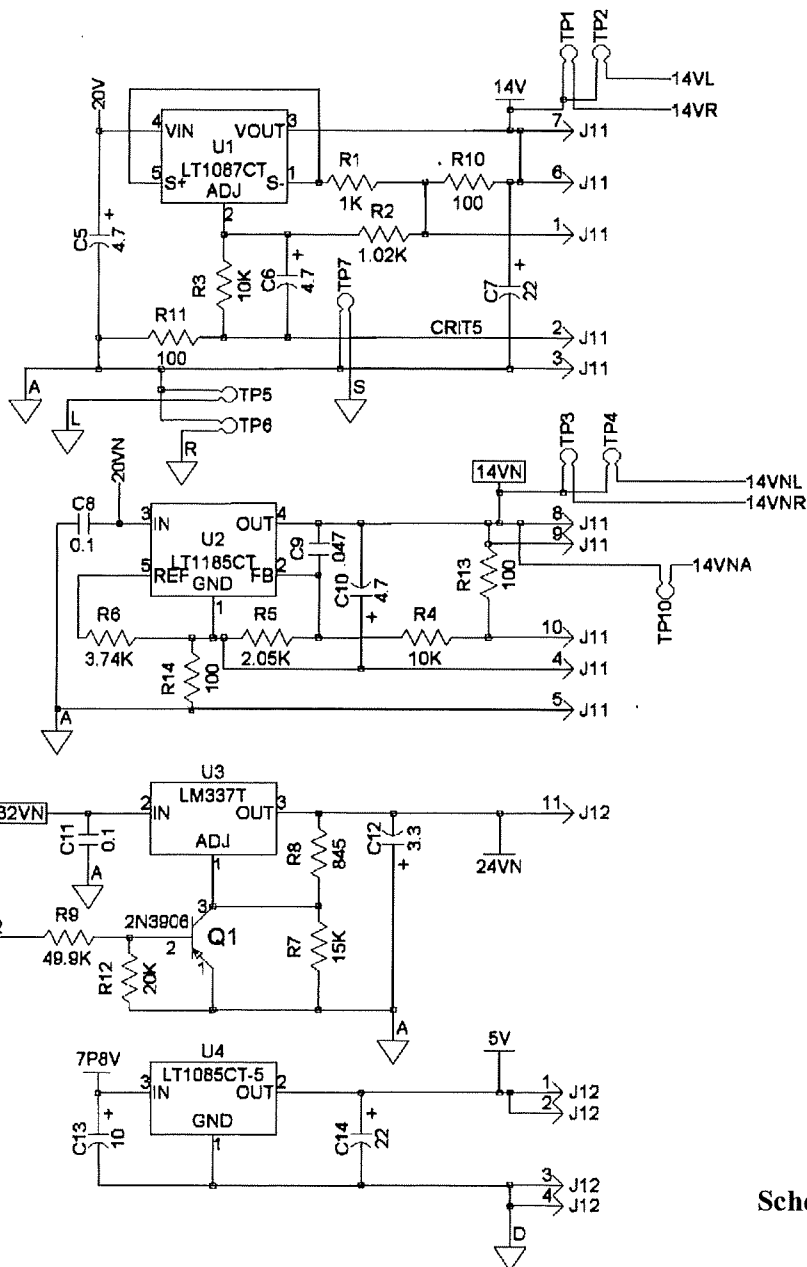 TP1
TP2
14VL
14VR
20V
14V
4
VIN
VOUT
3
7
J11
U1
LT1087CT
5
S+
S-
1
ADJ
2
R1
1K
R10
100
6
J11
R2
1.02K
1
J11
C5
+
4.7
R3
10K
C6
+
4.7
TP7
C7
+
22
R11
100
CRIT5
2
J11
3
J11
A
L
TP5
TP6
R
S
TP3
TP4
14VNL
14VNR
20VN
14VN
C8
0.1
3
IN
OUT
4
8
J11
9
J11
U2
LT1185CT
5
REF
FB
2
GND
1
C9
.047
C10
4.7
+
R13
100
14VNA
TP10
R6
3.74K
R5
2.05K
R4
10K
10
J11
4
J11
R14
100
5
J11
A
U3
LM337T
32VN
2
IN
OUT
3
11
J12
ADJ
1
C11
0.1
A
R8
845
C12
3.3
+
24VN
R9
49.9K
2N3906
3
2
1
Q1
R12
20K
R7
15K
A
7P8V
U4
LT1085CT-5
3
IN
OUT
2
GND
1
5V
1
J12
2
J12
C13
+
10
C14
+
22
3
J12
4
J12
D
Sche